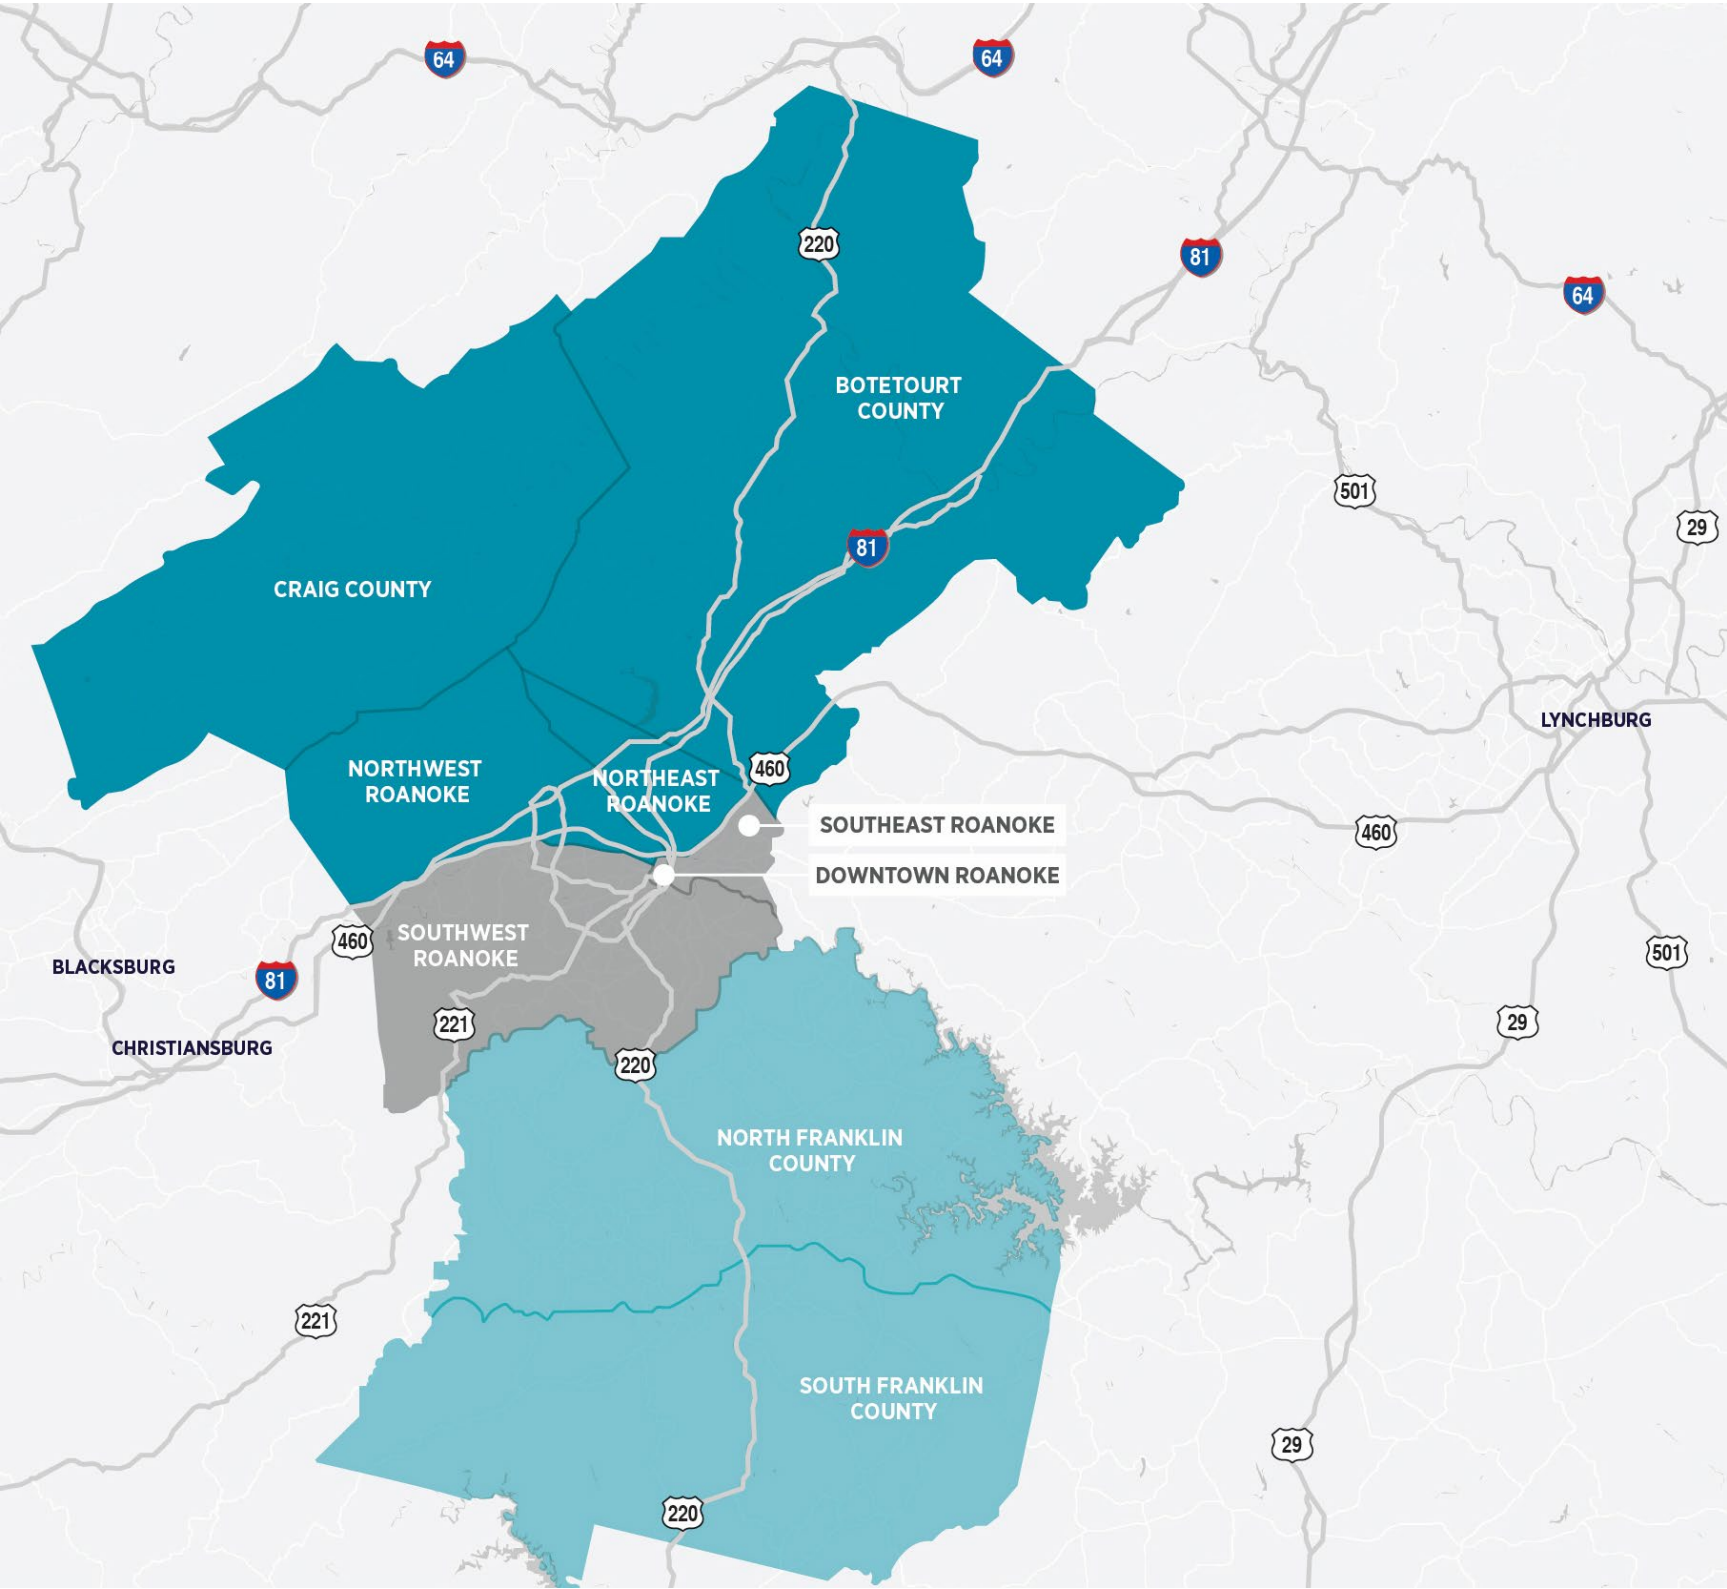 64
64
220
81
64
BOTETOURT
COUNTY
501
29
81
CRAIG COUNTY
LYNCHBURG
NORTHWEST
ROANOKE
NORTHEAST
ROANOKE
460
SOUTHEAST ROANOKE
460
DOWNTOWN ROANOKE
SOUTHWEST
ROANOKE
460
501
BLACKSBURG
81
221
29
CHRISTIANSBURG
220
NORTH FRANKLIN
COUNTY
221
SOUTH FRANKLIN
COUNTY
29
220